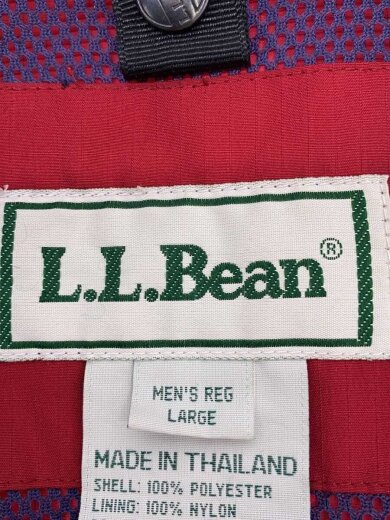 L.L.Bean®
MEN'S REG
LARGE
MADE IN THAILAND
SHELL: 100% POLYESTER
LINING: 100% NYLON